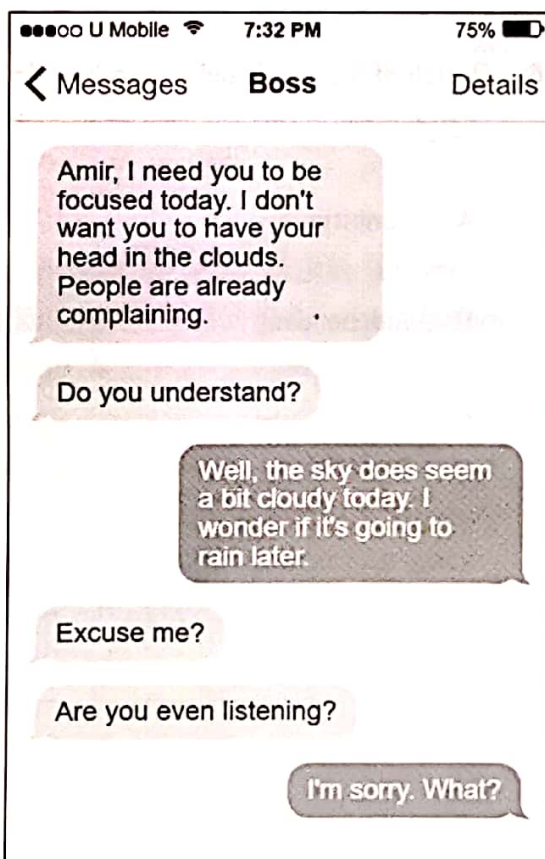 U Mobile 7:32 PM 75%
Messages Boss Details
Amir, I need you to be
focused today. I don't
want you to have your
head in the clouds.
People are already
complaining.
Do you understand?
Well, the sky does seem
a bit cloudy today. I
wonder if it's going to
rain later.
Excuse me?
Are you even listening?
I'm sorry. What?